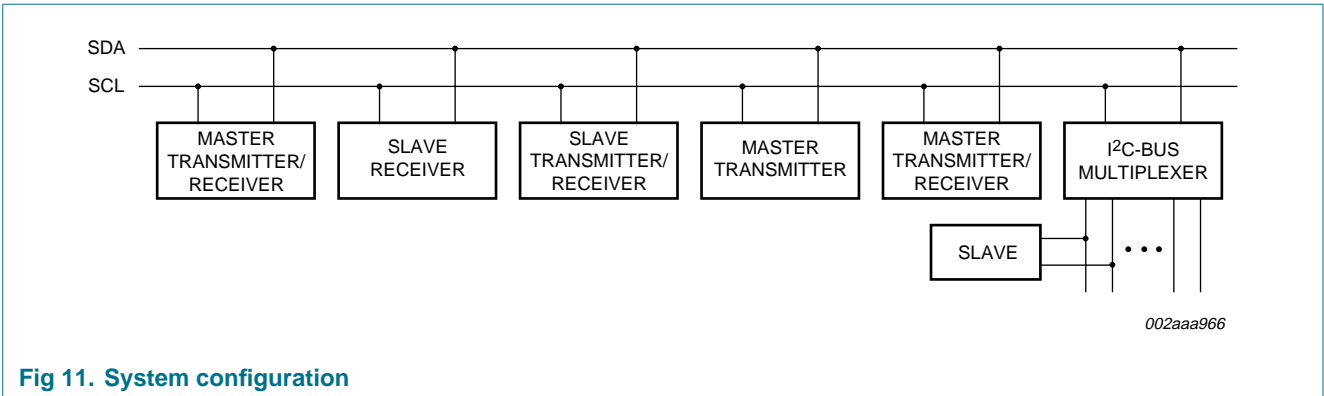 SDA
SCL
MASTER
TRANSMITTER/
RECEIVER
SLAVE
RECEIVER
SLAVE
TRANSMITTER/
RECEIVER
MASTER
TRANSMITTER
MASTER
TRANSMITTER/
RECEIVER
I²C-BUS
MULTIPLEXER
SLAVE
002aaa966
Fig 11. System configuration